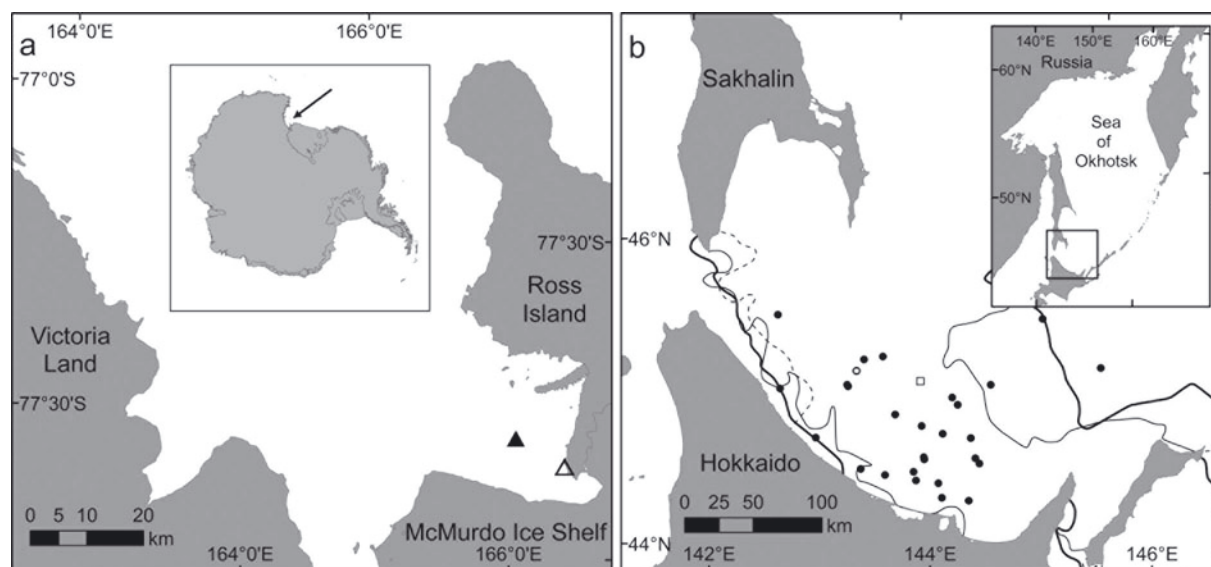 164°0'E
166°0'E
a
77°0'S
77°30'S
Ross
Island
Victoria
Land
77°30'S
0 5 10 20
km
McMurdo Ice Shelf
164°0'E
166°0'E
b
Sakhalin
140°E 150°E 160°E
Russia
60°N
Sea
of
Okhotsk
50°N
46°N
Hokkaido
0 25 50 100
km
44°N
142°E
144°E
146°E